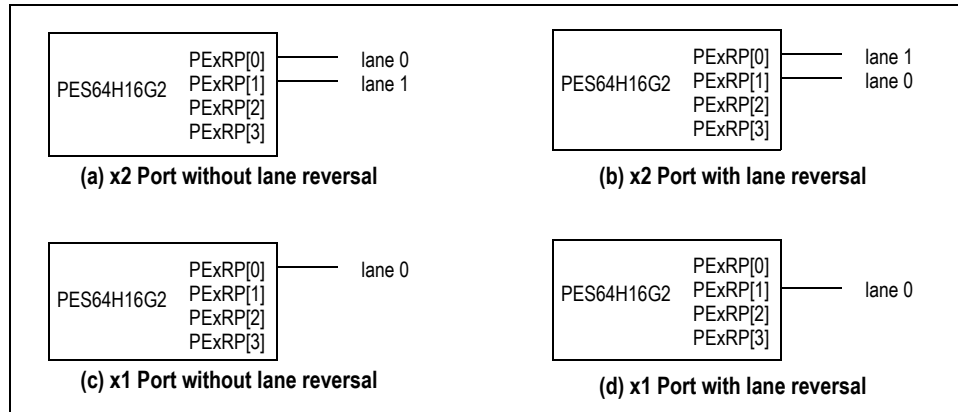 PES64H16G2
PExRP[0] lane 0
PExRP[1] lane 1
PExRP[2]
PExRP[3]
(a) x2 Port without lane reversal
PES64H16G2
PExRP[0] lane 1
PExRP[1] lane 0
PExRP[2]
PExRP[3]
(b) x2 Port with lane reversal
PES64H16G2
PExRP[0] lane 0
PExRP[1]
PExRP[2]
PExRP[3]
(c) x1 Port without lane reversal
PES64H16G2
PExRP[0]
PExRP[1] lane 0
PExRP[2]
PExRP[3]
(d) x1 Port with lane reversal